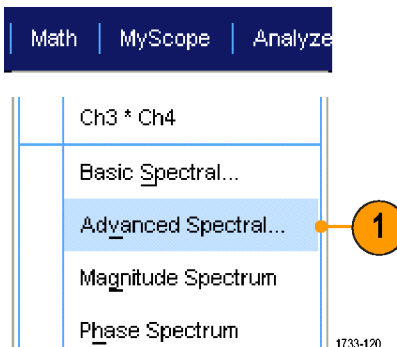 Math MyScope Analyze
Ch3 * Ch4
Basic Spectral...
Advanced Spectral... 1
Magnitude Spectrum
Phase Spectrum
1733-120